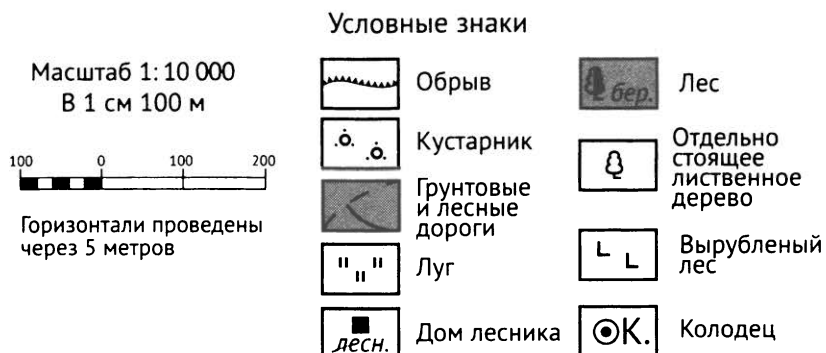 Условные знаки
Масштаб 1: 10 000
В 1 см 100 м
100 0 100 200
Горизонтали проведены
через 5 метров
Обрыв
Кустарник
Грунтовые
и лесные
дороги
Луг
лесн.
Дом лесника
бер.
Лес
Отдельно
стоящее
лиственное
дерево
Вырубленый
лес
К.
Колодец